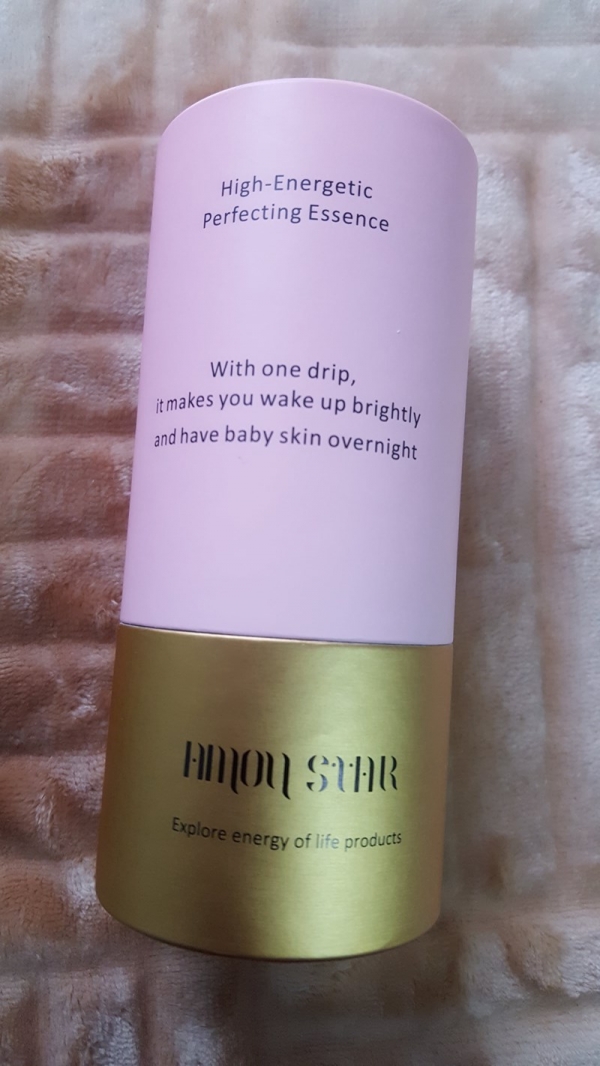 High-Energetic
Perfecting Essence
With one drip,
it makes you wake up brightly
and have baby skin overnight
AMOY STAR
Explore energy of life products